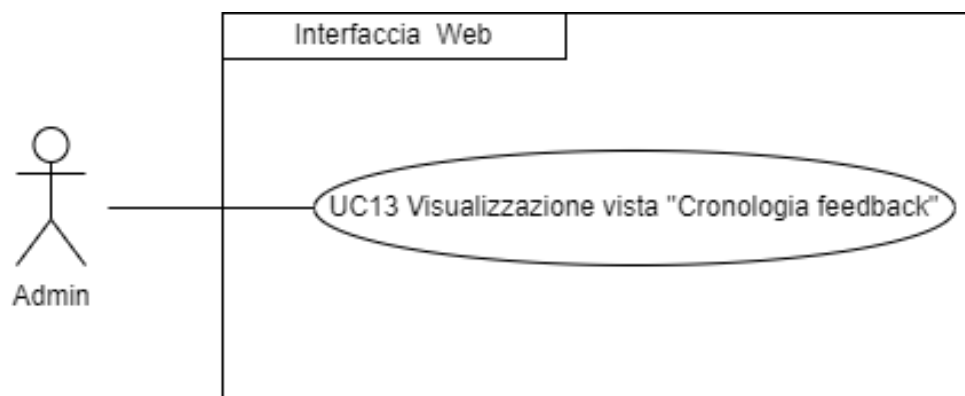 Interfaccia Web
UC13 Visualizzazione vista "Cronologia feedback"
Admin